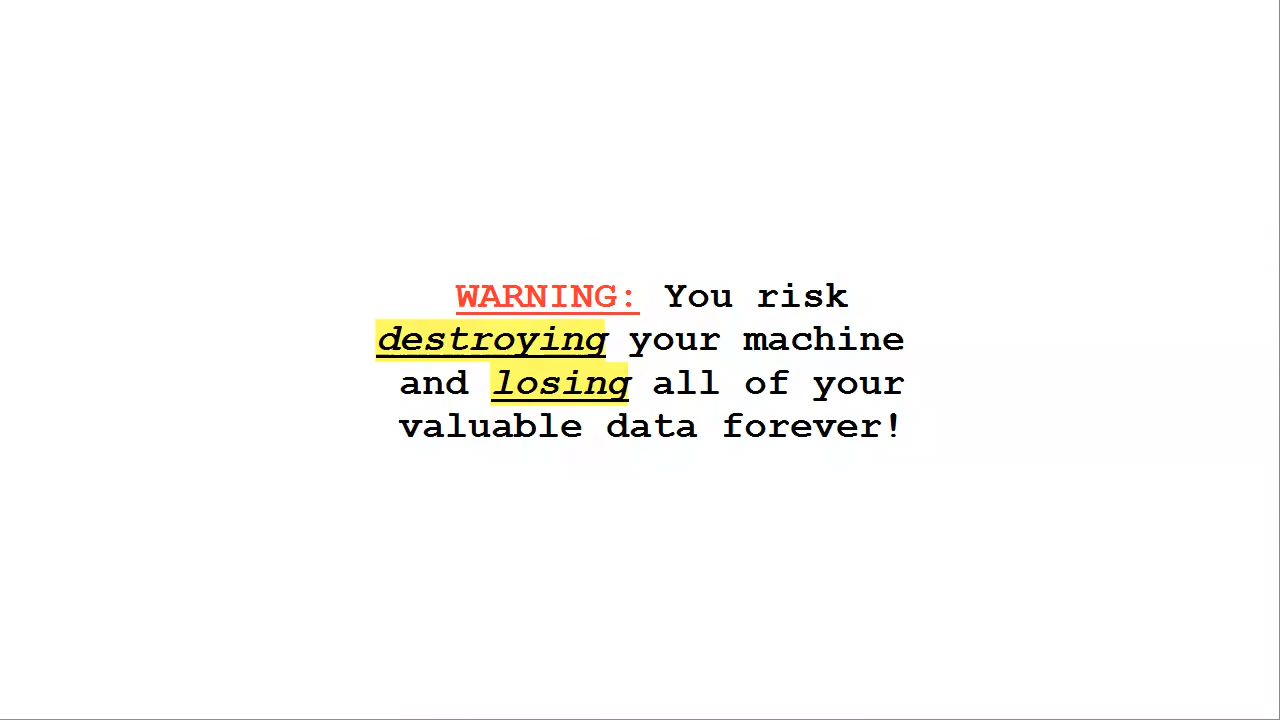 WARNING: You risk
destroying your machine
and losing all of your
valuable data forever!